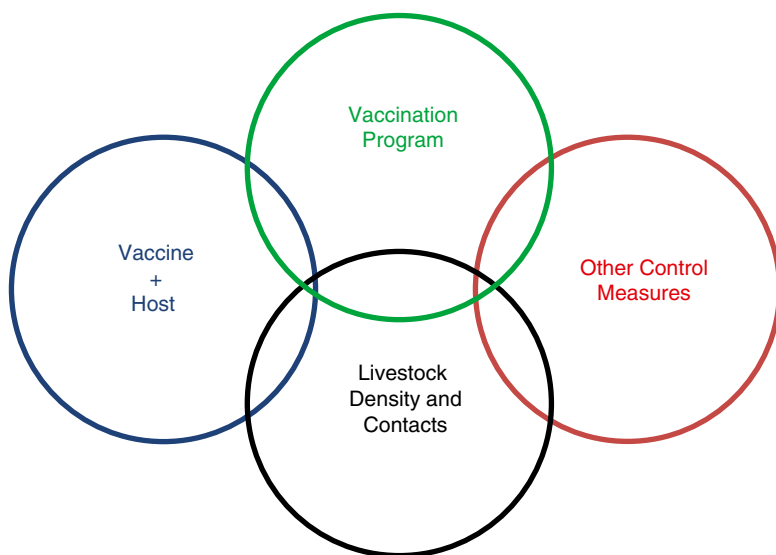 Vaccination
Program
Vaccine
+
Host
Other Control
Measures
Livestock
Density and
Contacts